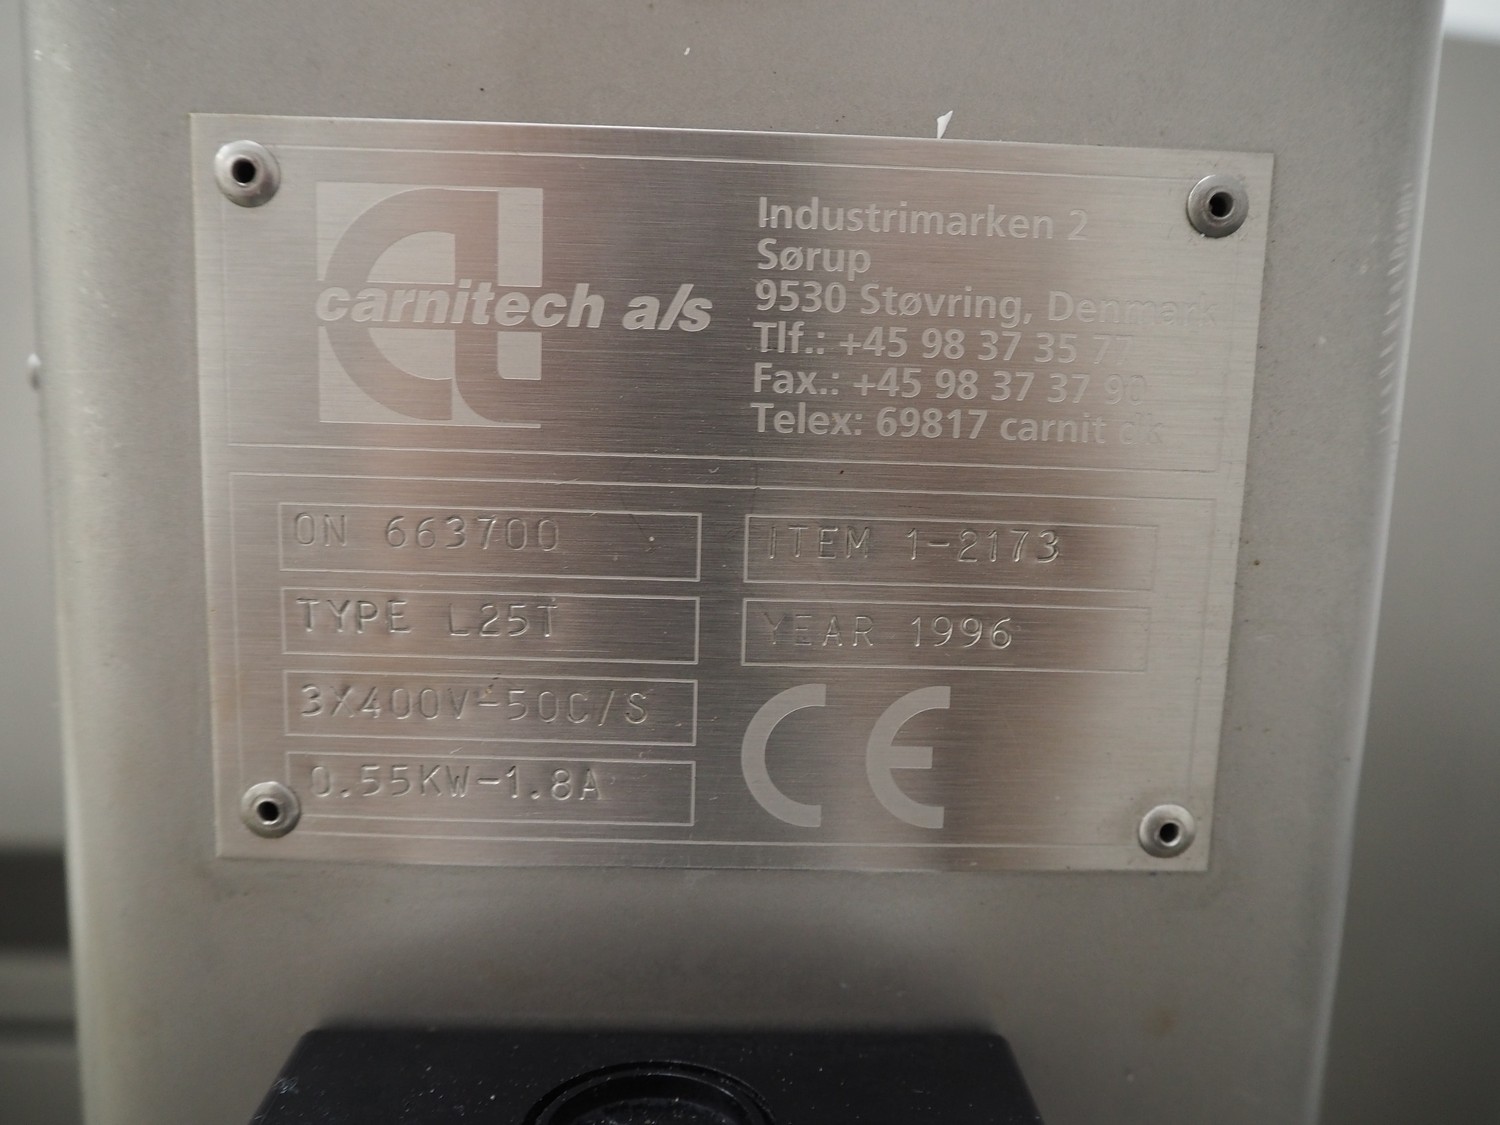 carnitech a/s
Industrimarken 2
Sørup
9530 Støvring, Denmark
Tlf.: +45 98 37 35 77
Fax.: +45 98 37 37 90
Telex: 69817 carnit dk
ON 663700
ITEM 1-2173
TYPE L25T
YEAR 1996
3X400V-50C/S
0.55KW-1.8A
CE